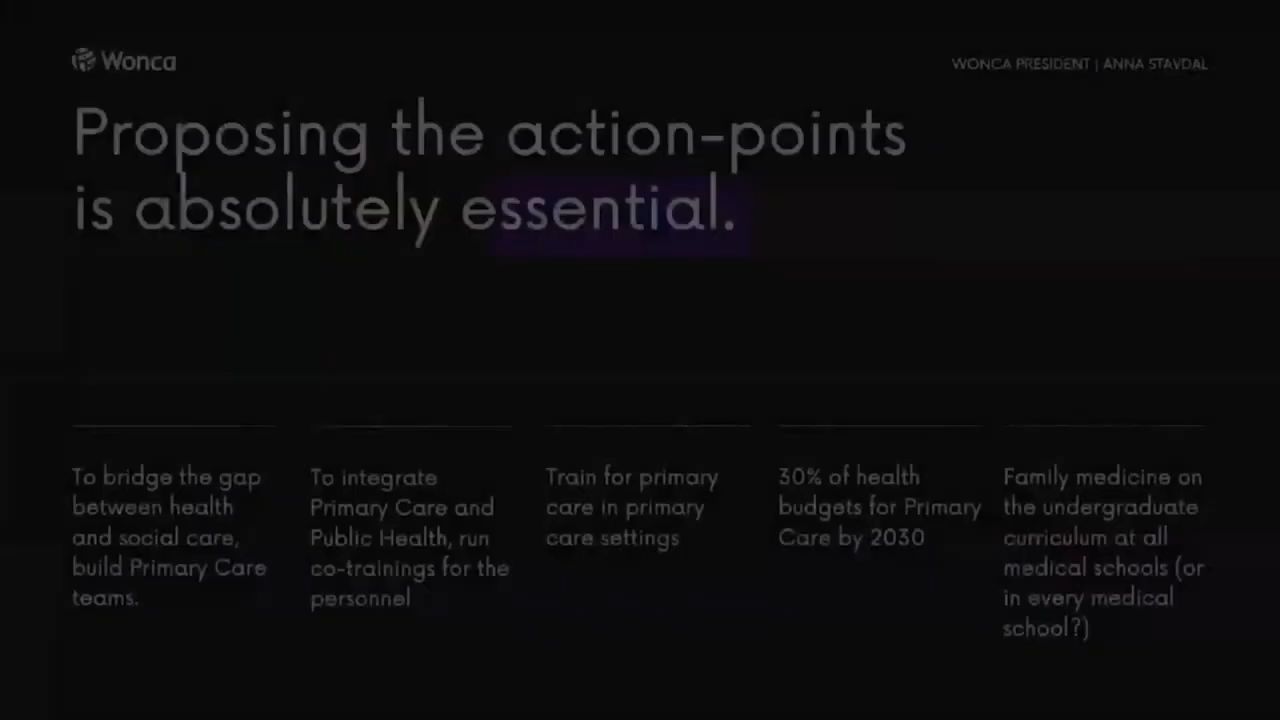 Wonca
WONCA PRESIDENT | ANNA STAVDAL
Proposing the action-points
is absolutely essential.
To bridge the gap
between health
and social care,
build Primary Care
teams.
To integrate
Primary Care and
Public Health, run
co-trainings for the
personnel
Train for primary
care in primary
care settings
30% of health
budgets for Primary
Care by 2030
Family medicine on
the undergraduate
curriculum at all
medical schools (or
in every medical
school?)